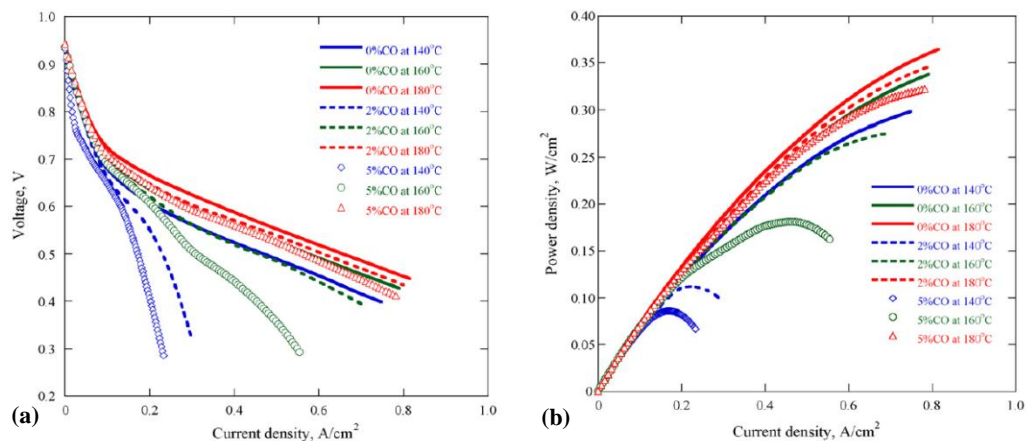 1.0
0.9
0.8
0.7
0.6
0.5
0.4
0.3
0.2
0 0.2 0.4 0.6 0.8 1.0
Voltage, V
Current density, A/cm²
0%CO at 140°C
0%CO at 160°C
0%CO at 180°C
2%CO at 140°C
2%CO at 160°C
2%CO at 180°C
5%CO at 140°C
5%CO at 160°C
5%CO at 180°C
(a)
0.40
0.30
0.25
0.20
0.15
0.10
0.05
0
0 0.2 0.4 0.6 0.8 1.0
Power density, W/cm²
Current density, A/cm²
0%CO at 140°C
0%CO at 160°C
0%CO at 180°C
2%CO at 140°C
2%CO at 160°C
2%CO at 180°C
5%CO at 140°C
5%CO at 160°C
5%CO at 180°C
(b)